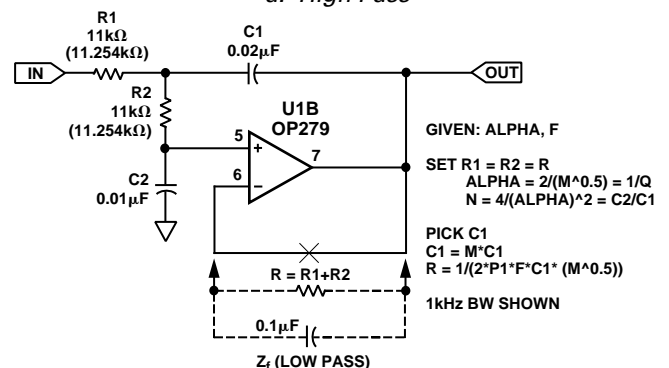 a. High Pass
R1
11kΩ
(11.254kΩ)
C1
0.02µF
IN
OUT
R2
11kΩ
(11.254kΩ)
U1B
OP279
5
6
7
+
−
C2
0.01µF
GIVEN: ALPHA, F
SET R1 = R2 = R
ALPHA = 2/(M^0.5) = 1/Q
N = 4/(ALPHA)^2 = C2/C1
PICK C1
C1 = M*C1
R = 1/(2*P1*F*C1* (M^0.5))
1kHz BW SHOWN
R = R1+R2
0.1µF
Zf (LOW PASS)